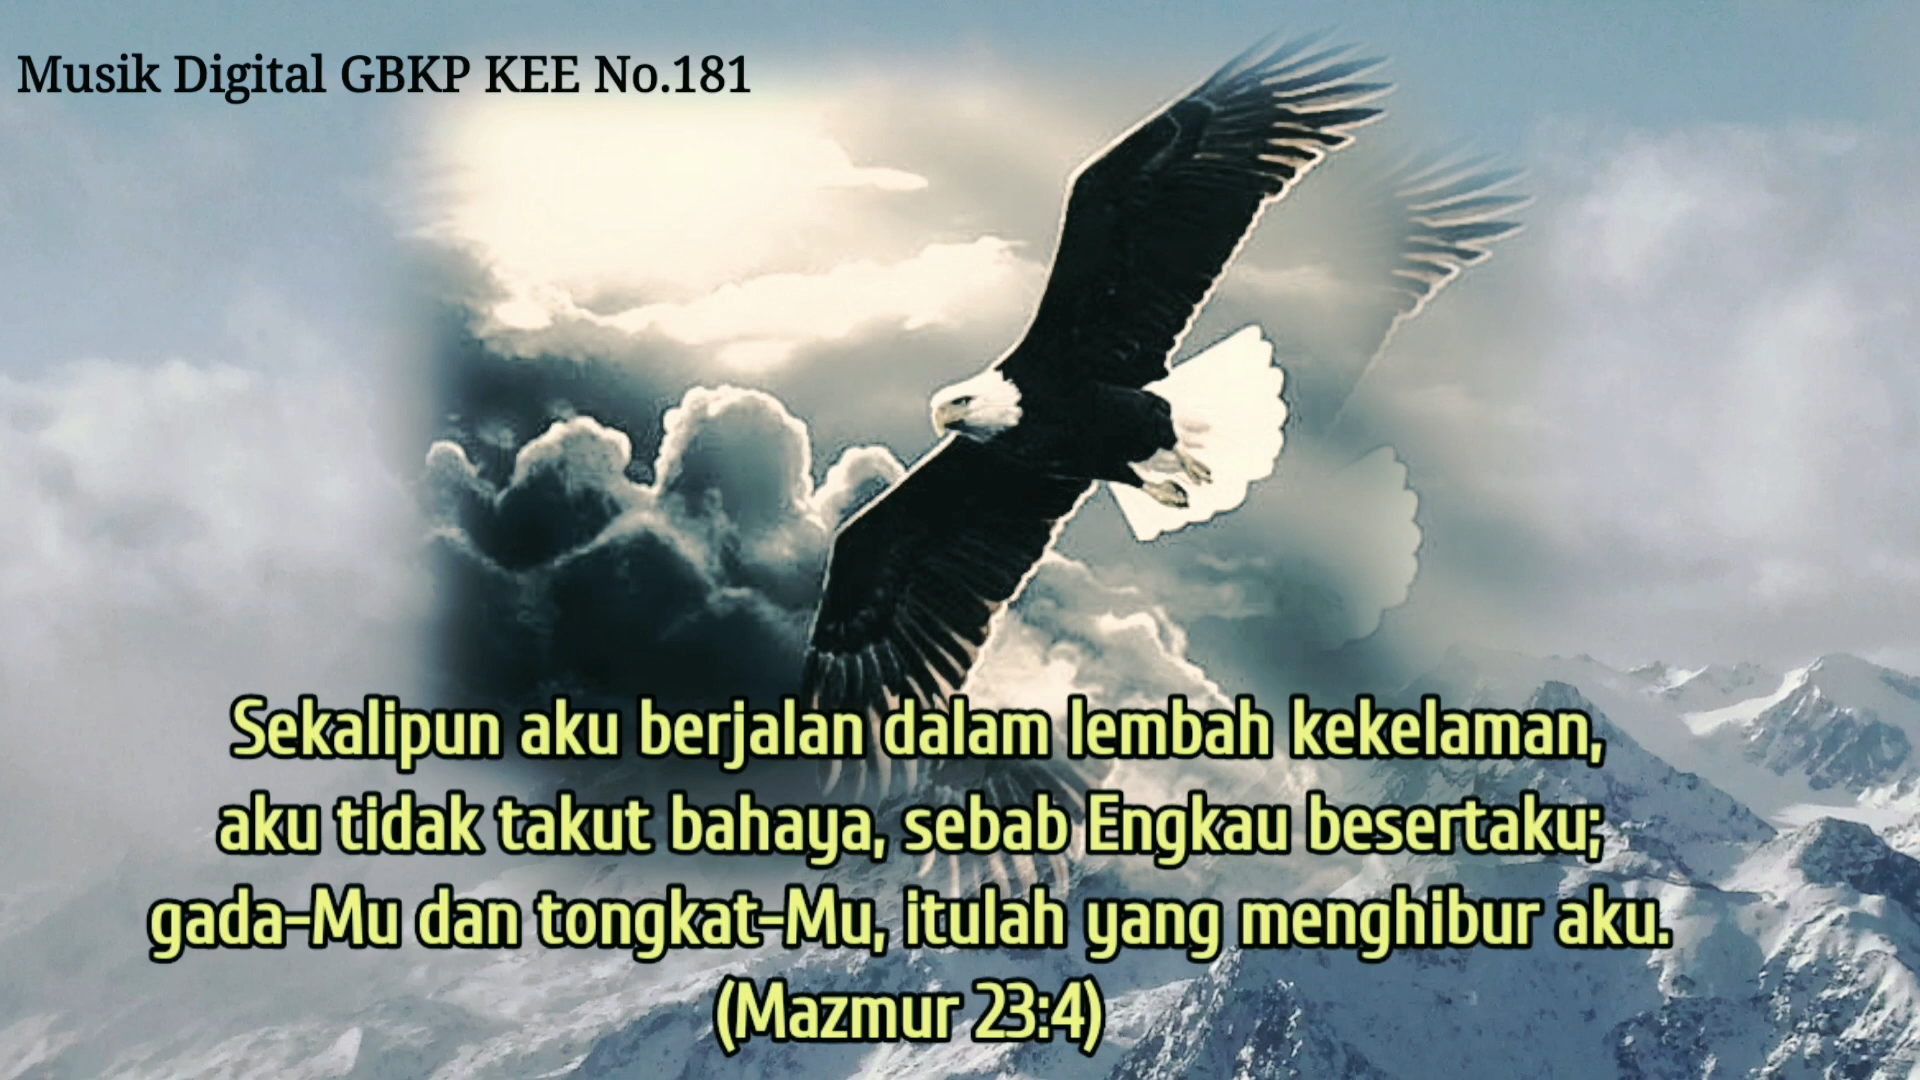 Musik Digital GBKP KEE No.181
Sekalipun aku berjalan dalam lembah kekelaman,
aku tidak takut bahaya, sebab Engkau besertaku;
gada-Mu dan tongkat-Mu, itulah yang menghibur aku.
(Mazmur 23:4)